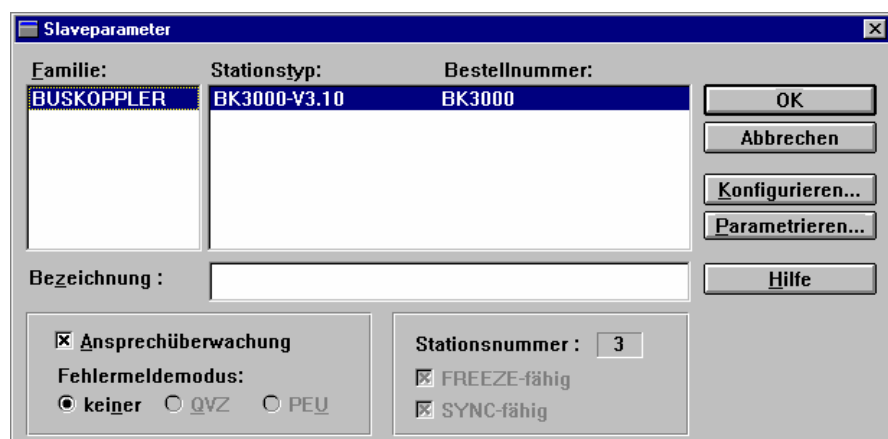 Slaveparameter
Familie: Stationstyp: Bestellnummer:
BUSKOPPLER BK3000-V3.10 BK3000
OK
Abbrechen
Konfigurieren...
Parametrieren...
Bezeichnung :
Hilfe
Ansprechüberwachung
Fehlermeldemodus:
keiner QVZ PEU
Stationsnummer : 3
FREEZE-fähig
SYNC-fähig